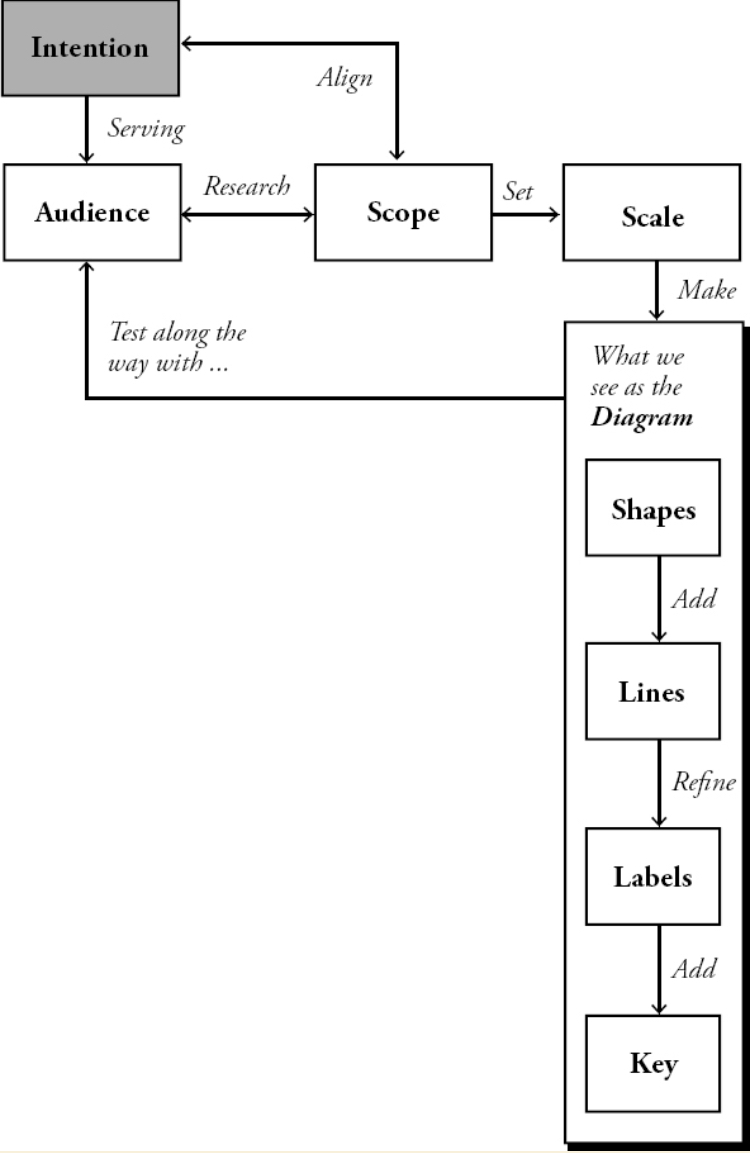 Intention
Align
Serving
Audience
Research
Scope
Set
Scale
Make
Test along the
way with ...
What we
see as the
Diagram
Shapes
Add
Lines
Refine
Labels
Add
Key